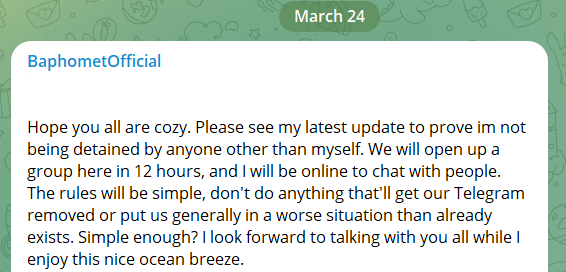 March 24
BaphometOfficial
Hope you all are cozy. Please see my latest update to prove im not
being detained by anyone other than myself. We will open up a
group here in 12 hours, and I will be online to chat with people.
The rules will be simple, don't do anything that'll get our Telegram
removed or put us generally in a worse situation than already
exists. Simple enough? I look forward to talking with you all while I
enjoy this nice ocean breeze.